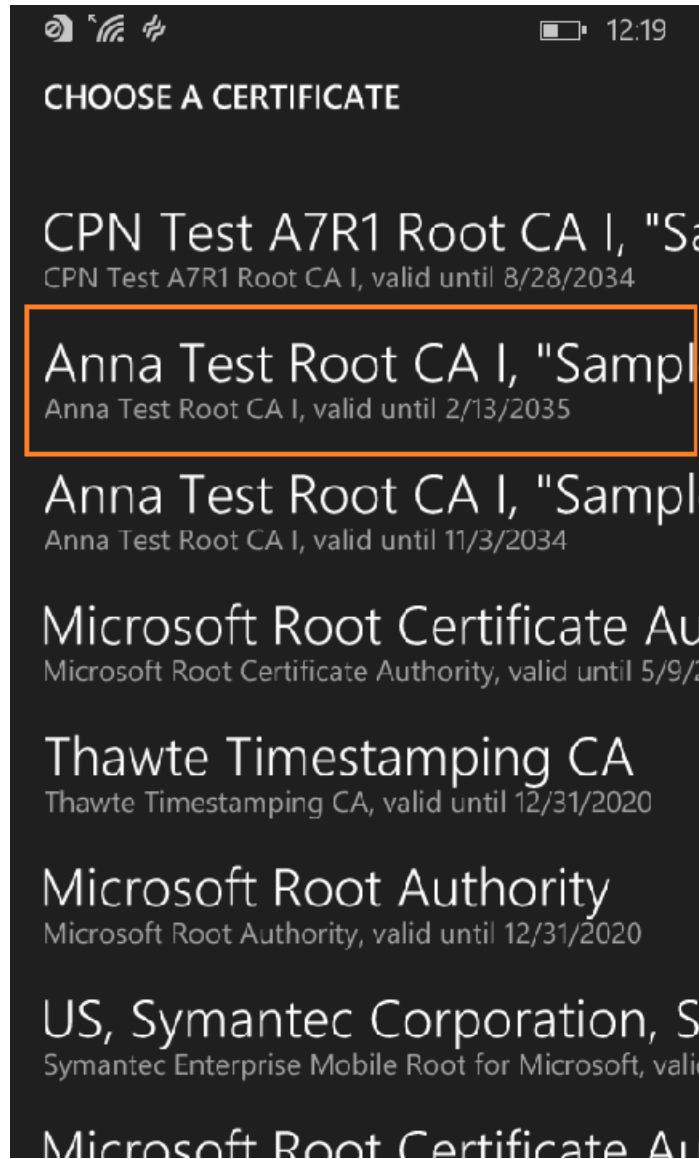 12:19
CHOOSE A CERTIFICATE
CPN Test A7R1 Root CA I, "Sa
CPN Test A7R1 Root CA I, valid until 8/28/2034
Anna Test Root CA I, "Sampl
Anna Test Root CA I, valid until 2/13/2035
Anna Test Root CA I, "Sampl
Anna Test Root CA I, valid until 11/3/2034
Microsoft Root Certificate Au
Microsoft Root Certificate Authority, valid until 5/9/2
Thawte Timestamping CA
Thawte Timestamping CA, valid until 12/31/2020
Microsoft Root Authority
Microsoft Root Authority, valid until 12/31/2020
US, Symantec Corporation, S
Symantec Enterprise Mobile Root for Microsoft, vali
Microsoft Root Certificate Au